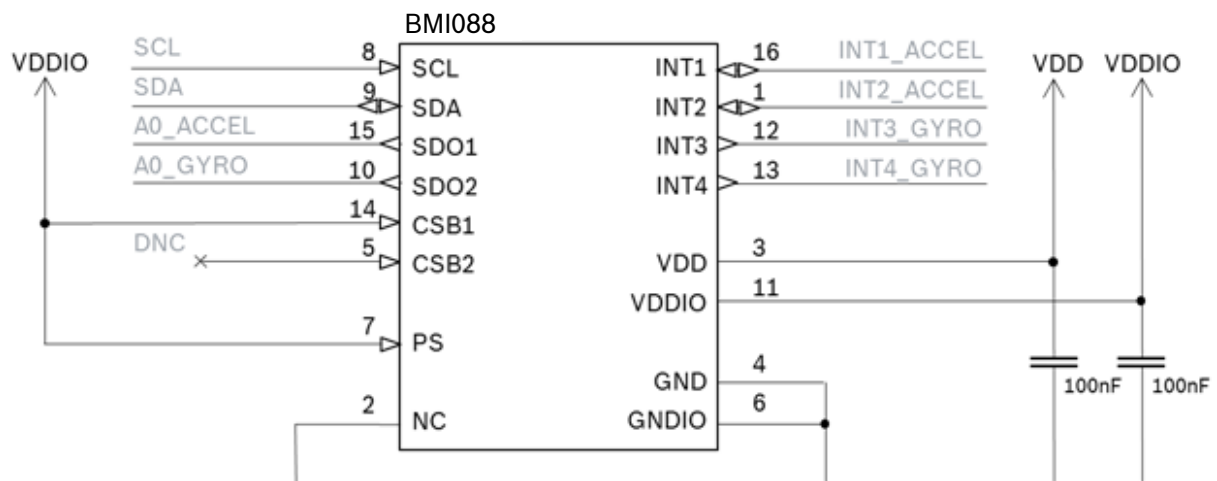 BMI088
VDDIO
SCL
8
SCL
SDA
9
SDA
A0_ACCEL
15
SDO1
A0_GYRO
10
SDO2
14
CSB1
DNC
5
CSB2
7
PS
2
NC
INT1
16
INT1_ACCEL
INT2
1
INT2_ACCEL
INT3
12
INT3_GYRO
INT4
13
INT4_GYRO
VDD
3
VDDIO
11
GND
4
GNDIO
6
VDD
VDDIO
100nF
100nF